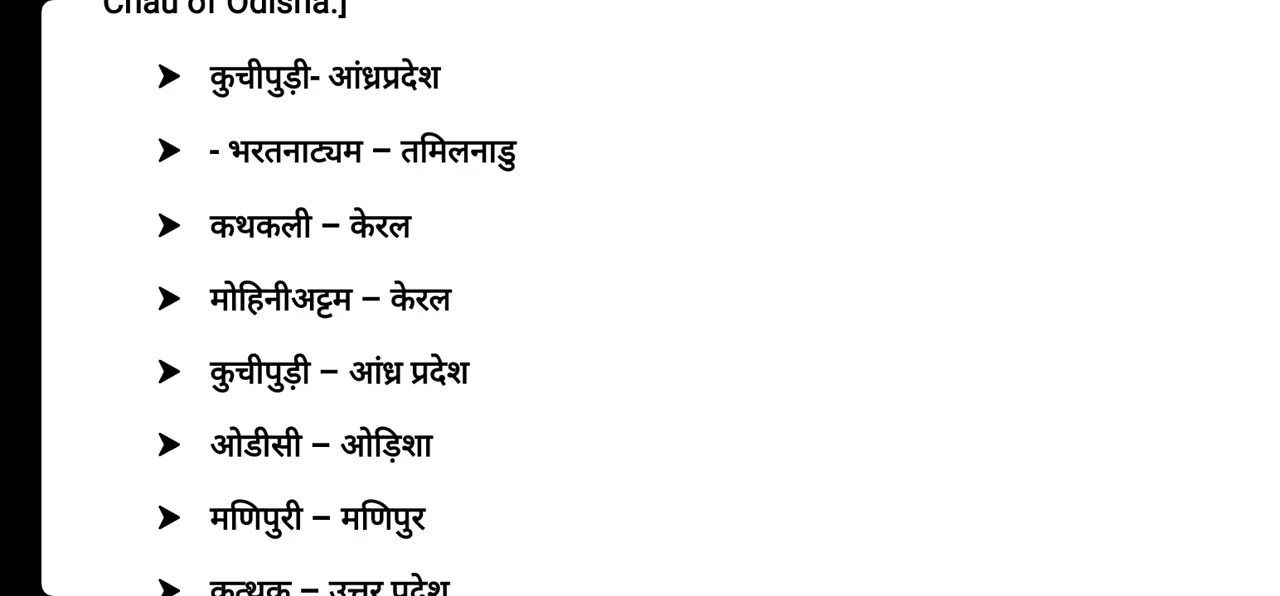 Chau of Odisha.]
➤ कुचीपुड़ी- आंध्रप्रदेश
➤ - भरतनाट्यम – तमिलनाडु
➤ कथकली – केरल
➤ मोहिनीअट्टम – केरल
➤ कुचीपुड़ी – आंध्र प्रदेश
➤ ओडीसी – ओड़िशा
➤ मणिपुरी – मणिपुर
➤ कत्थक – उत्तर प्रदेश